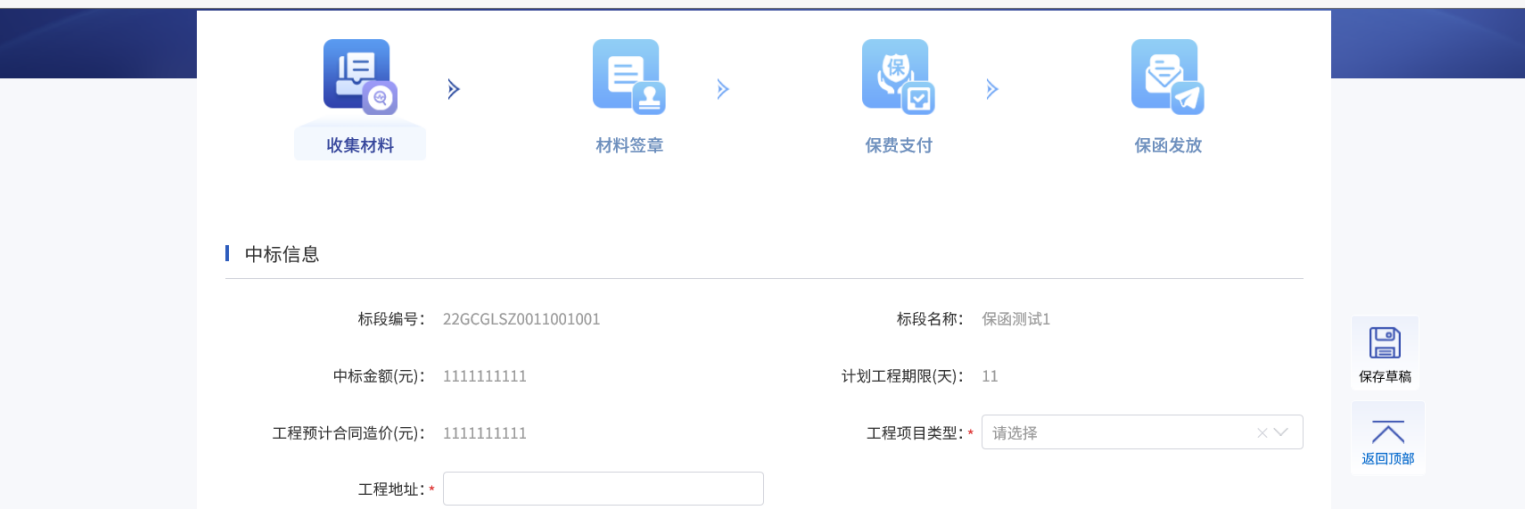 保
收集材料
材料签章
保费支付
保函发放
中标信息
标段编号： 22GCGLSZ0011001001
标段名称： 保函测试1
中标金额(元)： 1111111111
计划工程期限(天)： 11
工程预计合同造价(元)： 1111111111
工程项目类型：* 请选择
工程地址：*
保存草稿
返回顶部